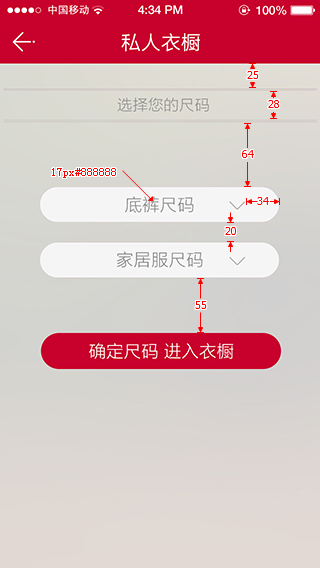 中国移动 4:34 PM 100%
私人衣橱
25
选择您的尺码
28
64
17px#888888
34
底裤尺码
20
家居服尺码
55
确定尺码 进入衣橱